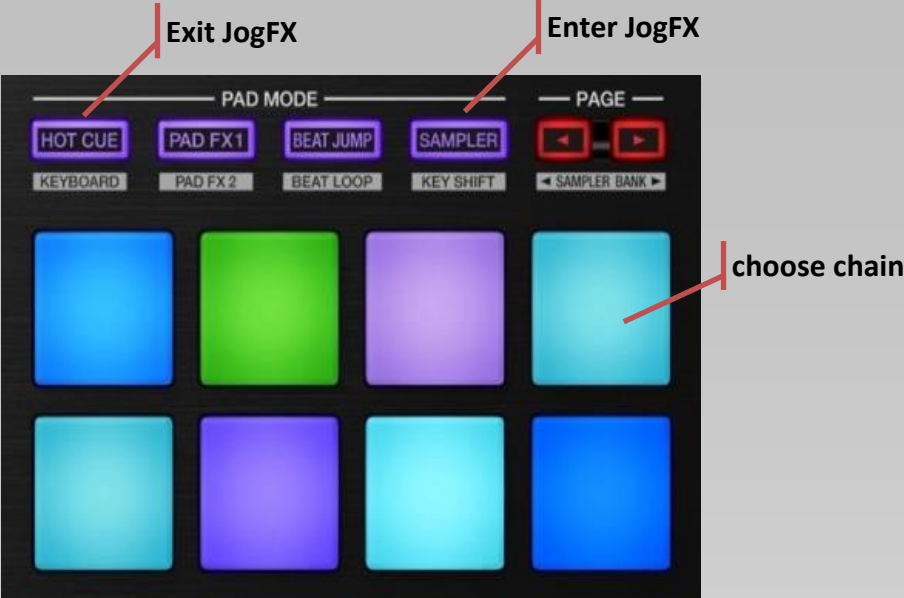 Exit JogFX
Enter JogFX
PAD MODE
PAGE
HOT CUE
PAD FX1
BEAT JUMP
SAMPLER
◄
►
KEYBOARD
PAD FX 2
BEAT LOOP
KEY SHIFT
◄ SAMPLER BANK ►
choose chain